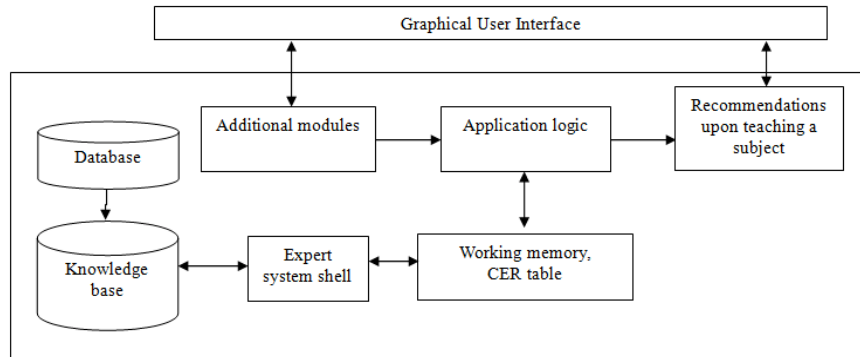 Graphical User Interface
Additional modules
Application logic
Recommendations
upon teaching a
subject
Database
Knowledge
base
Expert
system shell
Working memory,
CER table